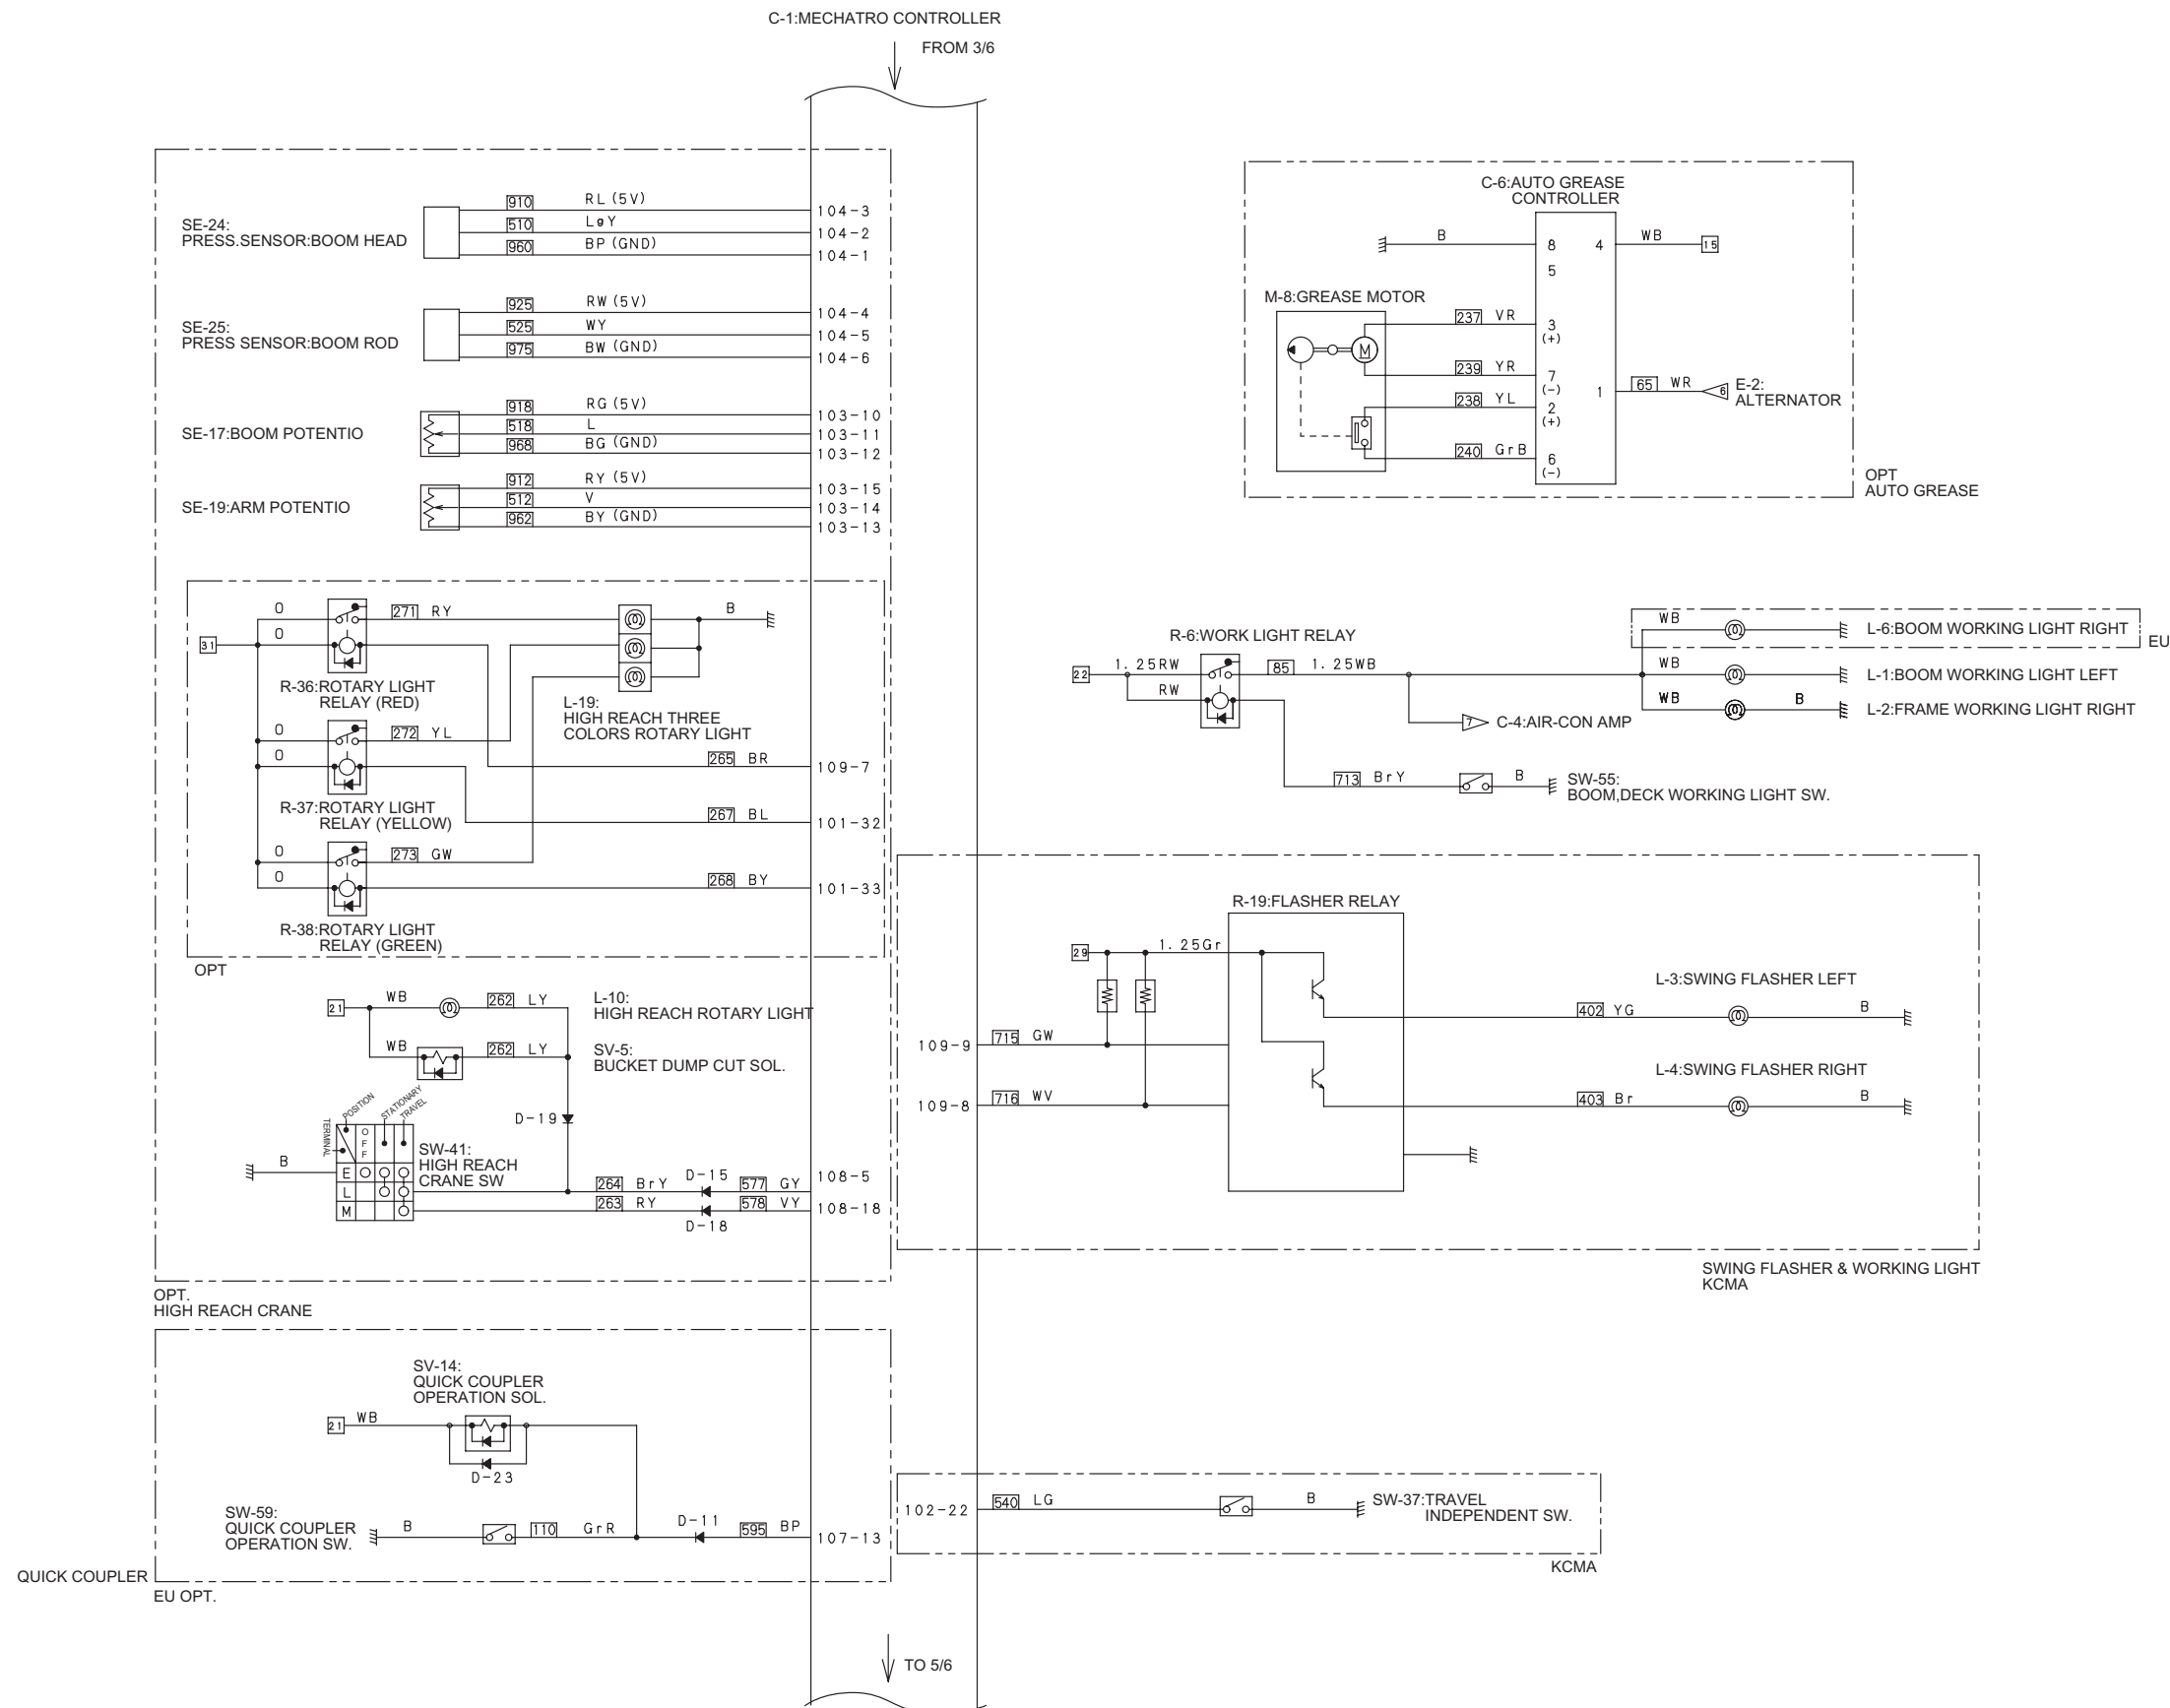 C-1:MECHATRO CONTROLLER
FROM 3/6
SE-24:
PRESS.SENSOR:BOOM HEAD
910 RL (5V) 104-3
510 LgY 104-2
960 BP (GND) 104-1
SE-25:
PRESS SENSOR:BOOM ROD
925 RW (5V) 104-4
525 WY 104-5
975 BW (GND) 104-6
SE-17:BOOM POTENTIO
918 RG (5V) 103-10
518 L 103-11
968 BG (GND) 103-12
SE-19:ARM POTENTIO
912 RY (5V) 103-15
512 V 103-14
962 BY (GND) 103-13
31
O
O
271 RY
B
R-36:ROTARY LIGHT
RELAY (RED)
L-19:
HIGH REACH THREE
COLORS ROTARY LIGHT
O
O
272 YL
265 BR 109-7
R-37:ROTARY LIGHT
RELAY (YELLOW)
267 BL 101-32
O
O
273 GW
268 BY 101-33
R-38:ROTARY LIGHT
RELAY (GREEN)
OPT
21 WB 262 LY
L-10:
HIGH REACH ROTARY LIGHT
WB 262 LY
SV-5:
BUCKET DUMP CUT SOL.
D-19
POSITION
STATIONARY
TRAVEL
TERMINAL
OFF
E
L
M
B
SW-41:
HIGH REACH
CRANE SW
264 BrY D-15 577 GY 108-5
263 RY D-18 578 VY 108-18
OPT.
HIGH REACH CRANE
SV-14:
QUICK COUPLER
OPERATION SOL.
21 WB
D-23
SW-59:
QUICK COUPLER
OPERATION SW.
B 110 GrR D-11 595 BP 107-13
QUICK COUPLER
EU OPT.
TO 5/6
C-6:AUTO GREASE
CONTROLLER
B 8 4 WB 15
5
M-8:GREASE MOTOR
M
237 VR 3
(+)
239 YR 7
(-)
238 YL 2
(+)
240 GrB 6
(-)
1 65 WR 6
E-2:
ALTERNATOR
OPT
AUTO GREASE
R-6:WORK LIGHT RELAY
22 1.25RW 85 1.25WB
RW
7 C-4:AIR-CON AMP
WB L-6:BOOM WORKING LIGHT RIGHT
EU
WB L-1:BOOM WORKING LIGHT LEFT
WB B L-2:FRAME WORKING LIGHT RIGHT
713 BrY B
SW-55:
BOOM,DECK WORKING LIGHT SW.
R-19:FLASHER RELAY
29 1.25Gr
L-3:SWING FLASHER LEFT
402 YG B
109-9 715 GW
L-4:SWING FLASHER RIGHT
109-8 716 WV
403 Br B
SWING FLASHER & WORKING LIGHT
KCMA
102-22 540 LG B
SW-37:TRAVEL
INDEPENDENT SW.
KCMA